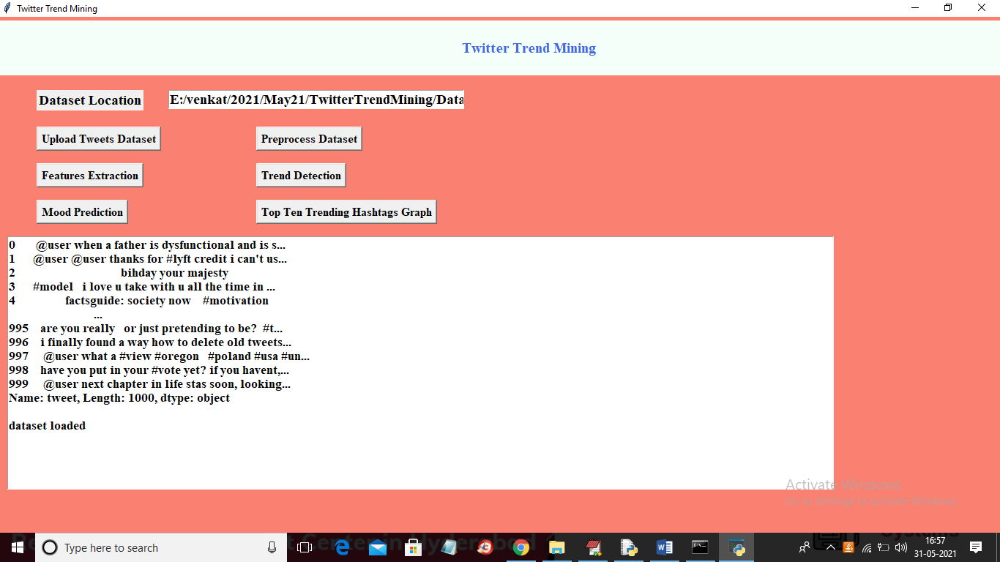 Twitter Trend Mining
Twitter Trend Mining
Dataset Location E:/venkat/2021/May21/TwitterTrendMining/Data
Upload Tweets Dataset Preprocess Dataset
Features Extraction Trend Detection
Mood Prediction Top Ten Trending Hashtags Graph
0 @user when a father is dysfunctional and is s...
1 @user @user thanks for #lyft credit i can't us...
2 bihday your majesty
3 #model i love u take with u all the time in ...
4 factsguide: society now #motivation
...
995 are you really or just pretending to be? #t...
996 i finally found a way how to delete old tweets...
997 @user what a #view #oregon #poland #usa #un...
998 have you put in your #vote yet? if you havent,...
999 @user next chapter in life stas soon, looking...
Name: tweet, Length: 1000, dtype: object
dataset loaded
Activate Windows
Go to Settings to activate Windows.
Center in Hyderabad
Systems
Type here to search
16:57
31-05-2021